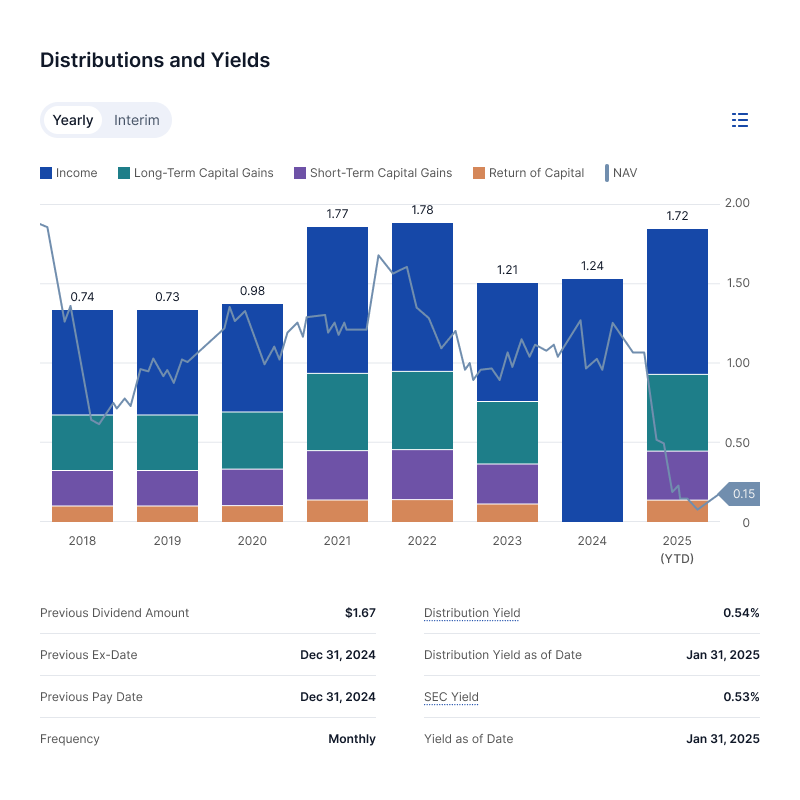 Distributions and Yields
Yearly Interim
Income Long-Term Capital Gains Short-Term Capital Gains Return of Capital NAV
2.00
1.50
1.00
0.50
0
0.74 0.73 0.98 1.77 1.78 1.21 1.24 1.72
0.15
2018 2019 2020 2021 2022 2023 2024 2025
(YTD)
Previous Dividend Amount $1.67
Previous Ex-Date Dec 31, 2024
Previous Pay Date Dec 31, 2024
Frequency Monthly
Distribution Yield 0.54%
Distribution Yield as of Date Jan 31, 2025
SEC Yield 0.53%
Yield as of Date Jan 31, 2025